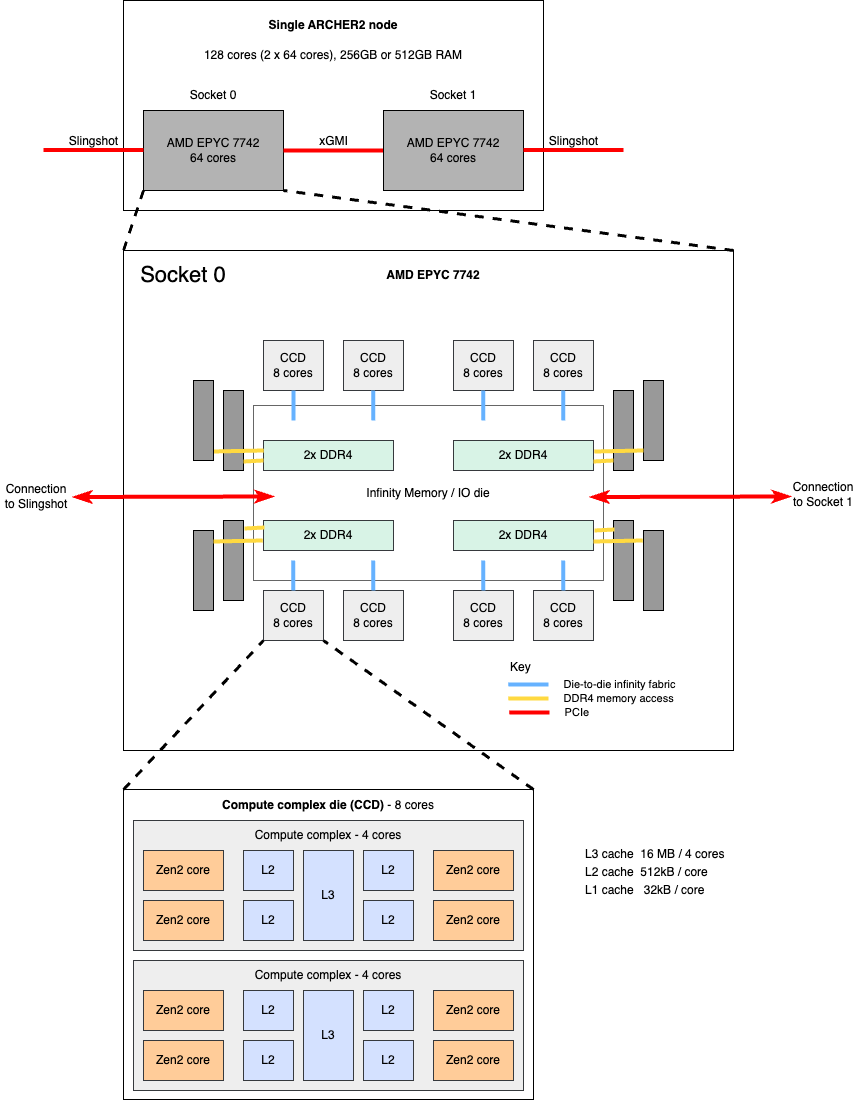 Single ARCHER2 node
128 cores (2 x 64 cores), 256GB or 512GB RAM
Socket 0
Socket 1
Slingshot
AMD EPYC 7742
64 cores
xGMI
AMD EPYC 7742
64 cores
Slingshot
Socket 0
AMD EPYC 7742
CCD
8 cores
CCD
8 cores
CCD
8 cores
CCD
8 cores
2x DDR4
2x DDR4
Connection
to Slingshot
Infinity Memory / IO die
Connection
to Socket 1
2x DDR4
2x DDR4
CCD
8 cores
CCD
8 cores
CCD
8 cores
CCD
8 cores
Key
Die-to-die infinity fabric
DDR4 memory access
PCIe
Compute complex die (CCD) - 8 cores
Compute complex - 4 cores
Zen2 core
L2
L3
L2
Zen2 core
Zen2 core
L2
L2
Zen2 core
Compute complex - 4 cores
Zen2 core
L2
L3
L2
Zen2 core
Zen2 core
L2
L2
Zen2 core
L3 cache 16 MB / 4 cores
L2 cache 512kB / core
L1 cache 32kB / core